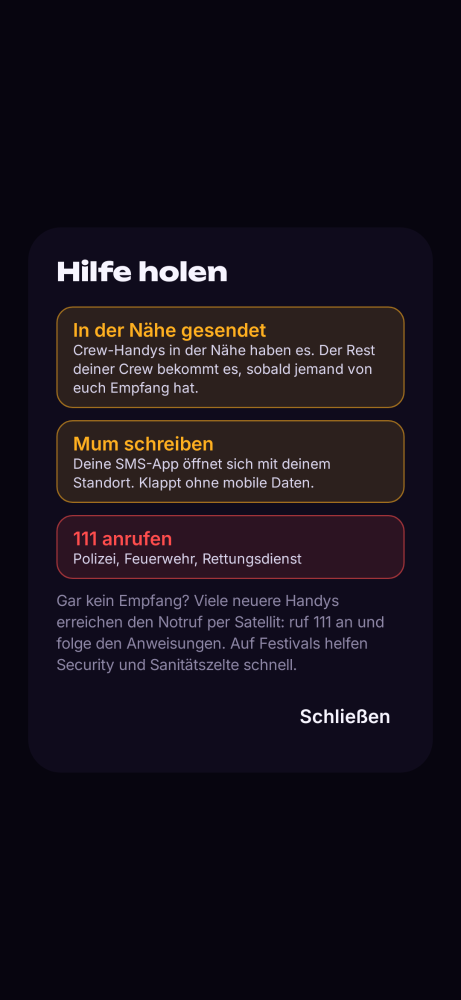 Hilfe holen
In der Nähe gesendet
Crew-Handys in der Nähe haben es. Der Rest
deiner Crew bekommt es, sobald jemand von
euch Empfang hat.
Mum schreiben
Deine SMS-App öffnet sich mit deinem
Standort. Klappt ohne mobile Daten.
111 anrufen
Polizei, Feuerwehr, Rettungsdienst
Gar kein Empfang? Viele neuere Handys
erreichen den Notruf per Satellit: ruf 111 an und
folge den Anweisungen. Auf Festivals helfen
Security und Sanitätszelte schnell.
Schließen